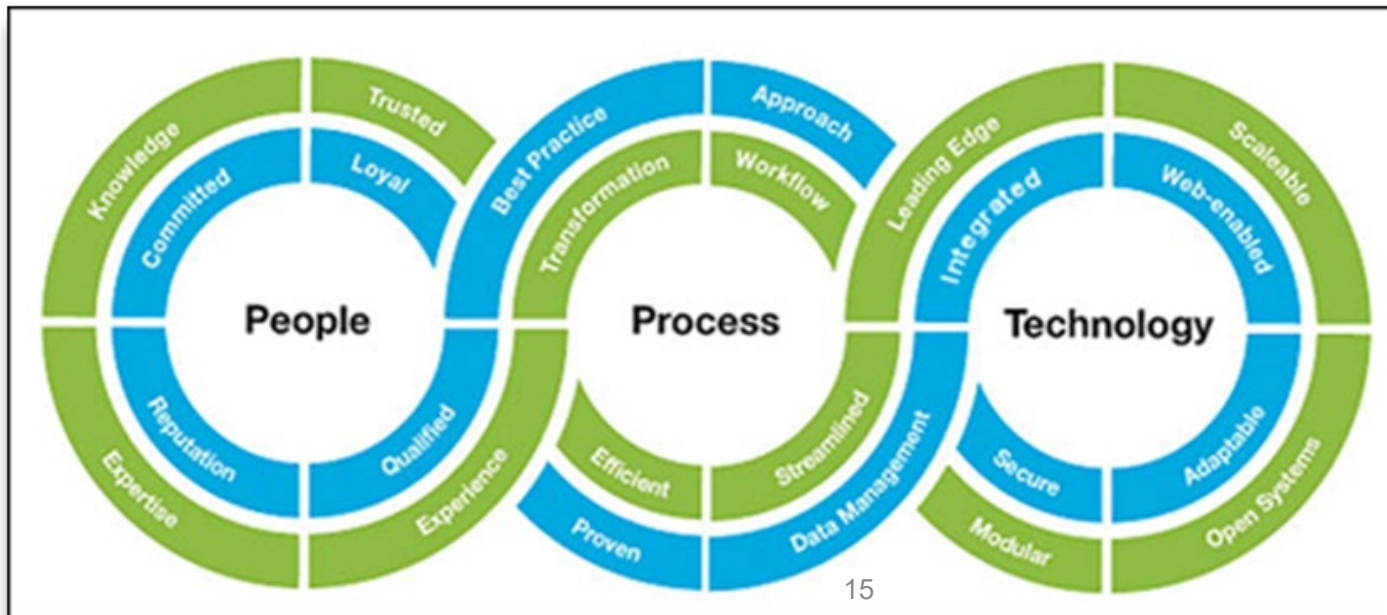 Knowledge
Trusted
Committed
Loyal
People
Reputation
Qualified
Expertise
Experience
Best Practice
Approach
Transformation
Workflow
Process
Efficient
Streamlined
Proven
Data Management
Leading Edge
Scaleable
Integrated
Web-enabled
Technology
Secure
Adaptable
Modular
Open Systems
15